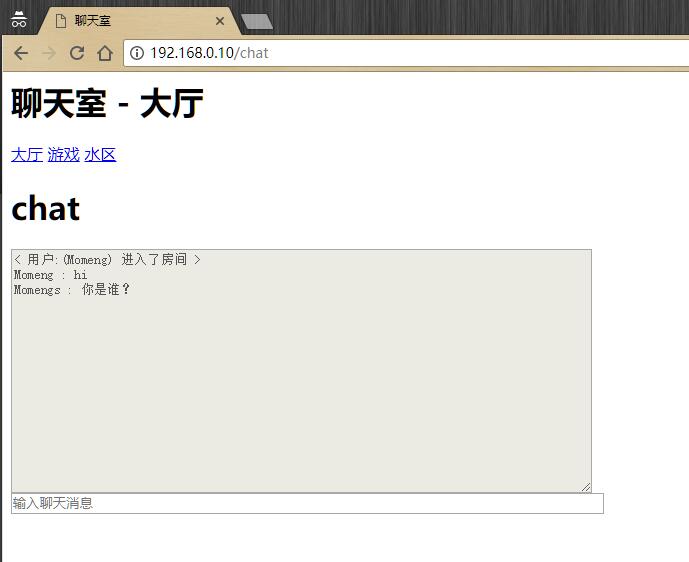 聊天室
192.168.0.10/chat
聊天室 - 大厅
大厅 游戏 水区
chat
< 用户:(Momeng) 进入了房间 >
Momeng : hi
Momengs : 你是谁？
输入聊天消息